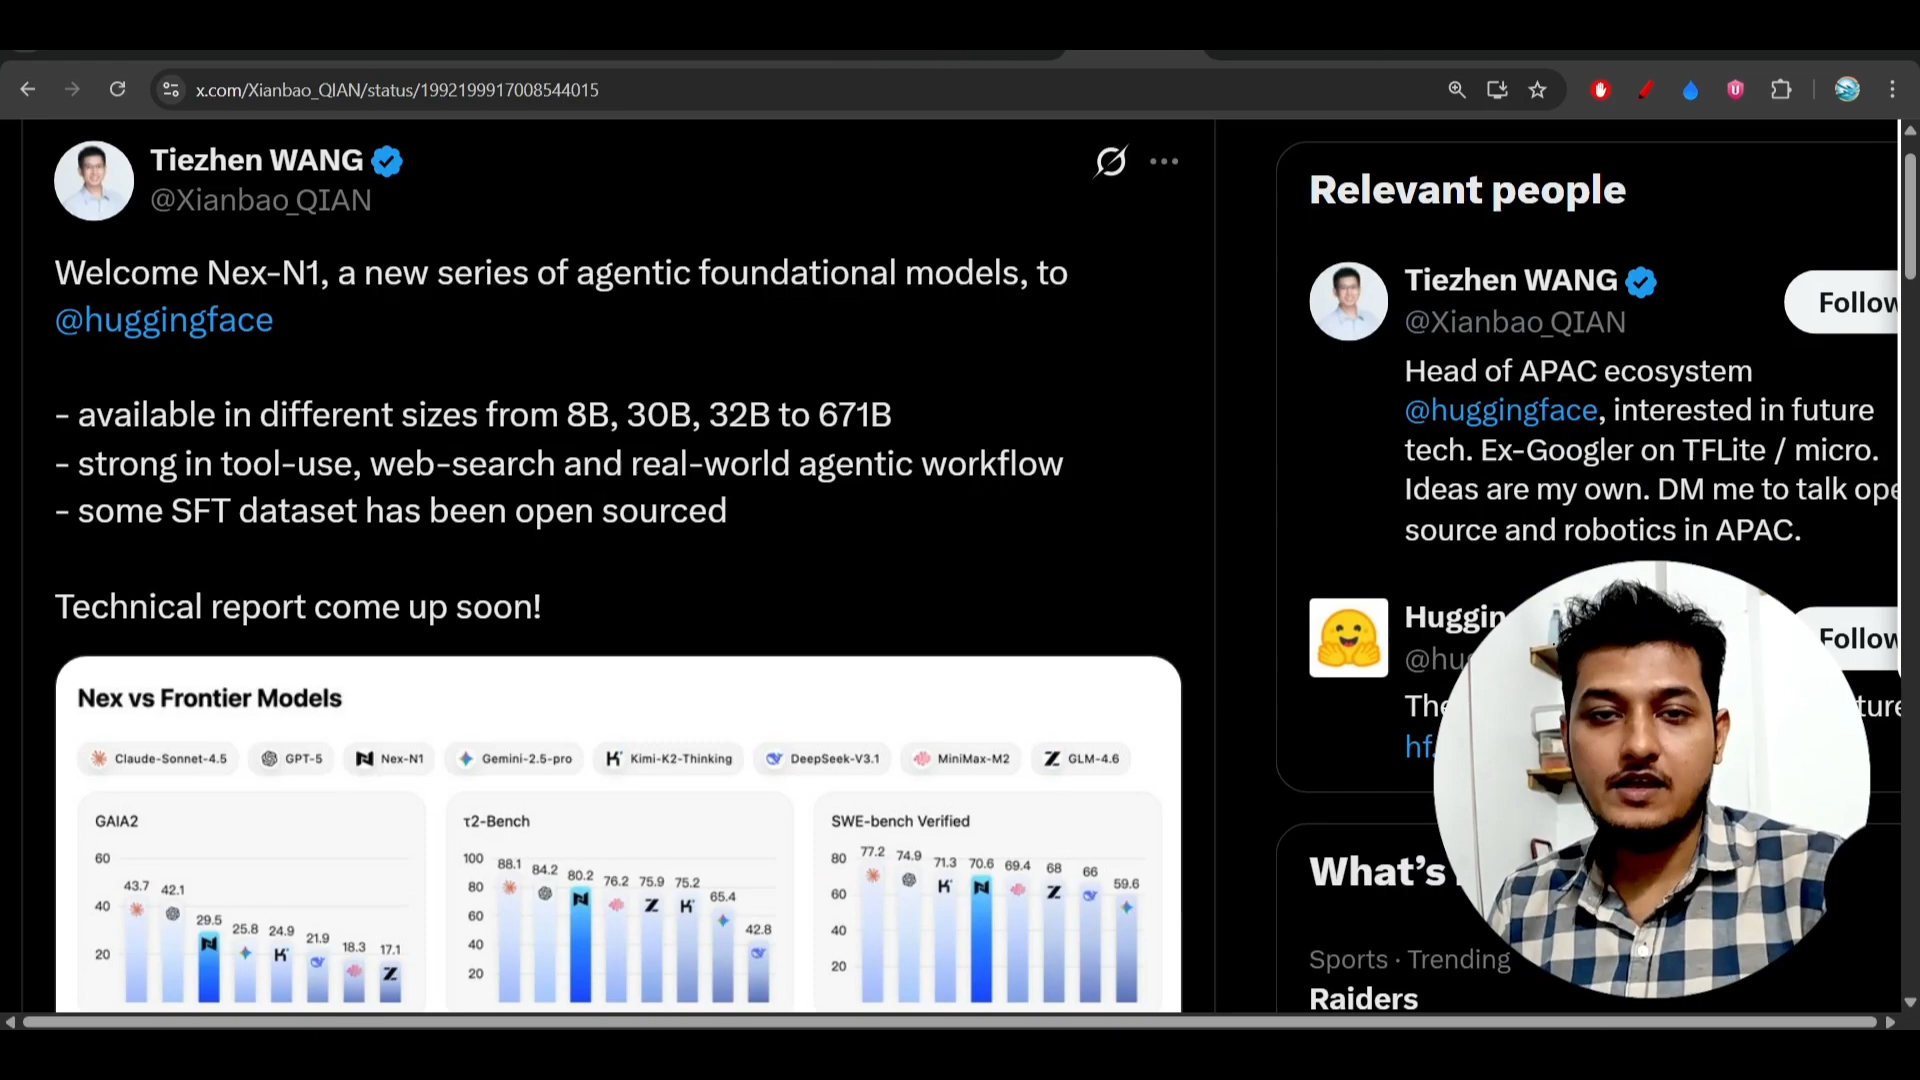 x.com/Xianbao_QIAN/status/1992199917008544015
Tiezhen WANG
@Xianbao_QIAN
Welcome Nex-N1, a new series of agentic foundational models, to
@huggingface
- available in different sizes from 8B, 30B, 32B to 671B
- strong in tool-use, web-search and real-world agentic workflow
- some SFT dataset has been open sourced
Technical report come up soon!
Nex vs Frontier Models
Claude-Sonnet-4.5 GPT-5 Nex-N1 Gemini-2.5-pro Kimi-K2-Thinking DeepSeek-V3.1 MiniMax-M2 GLM-4.6
GAIA2
60
40
20
43.7 42.1 29.5 25.8 24.9 21.9 18.3 17.1
τ2-Bench
100
80
60
40
20
88.1 84.2 80.2 76.2 75.9 75.2 65.4 42.8
SWE-bench Verified
80
60
40
20
77.2 74.9 71.3 70.6 69.4 68 66 59.6
Relevant people
Tiezhen WANG
@Xianbao_QIAN
Follow
Head of APAC ecosystem
@huggingface, interested in future
tech. Ex-Googler on TFLite / micro.
Ideas are my own. DM me to talk ope
source and robotics in APAC.
Huggin
@hu
Follow
The
ture
hf.
What's
Sports · Trending
Raiders